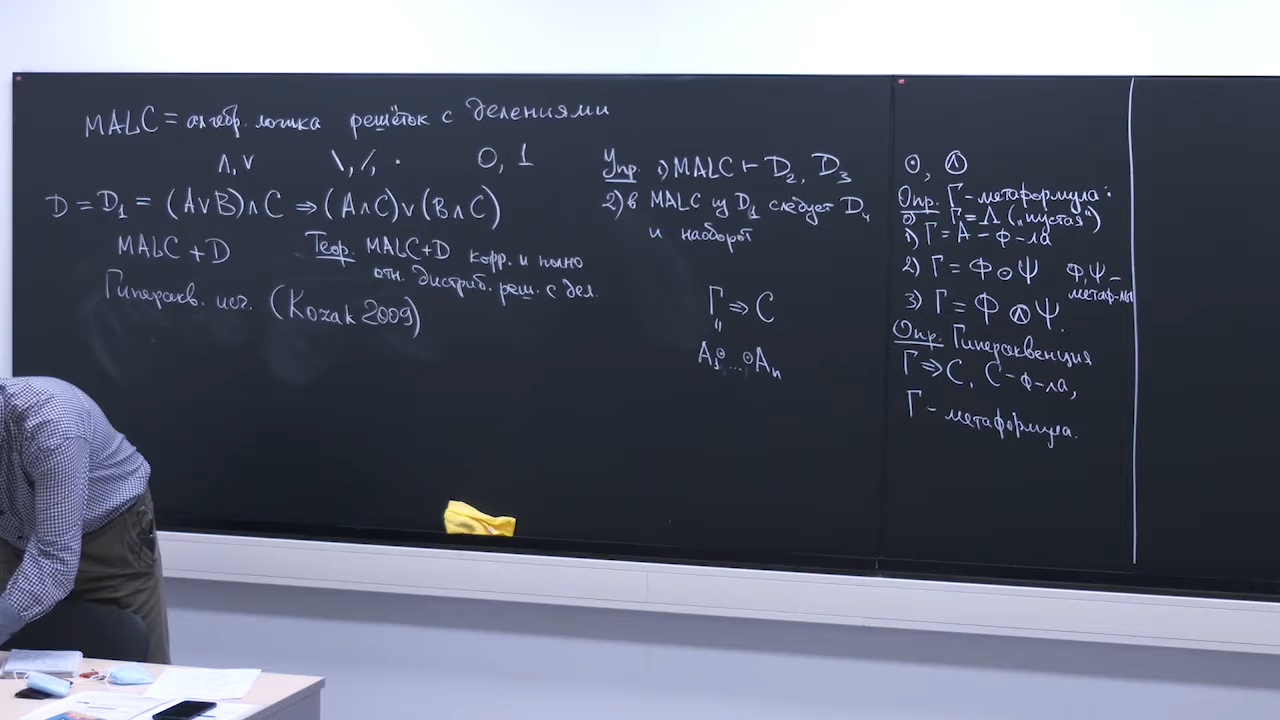 MALC = алгебр. логика решёток с делениями
∧,∨ \,/,· 0, 1
D = D₁ = (A∨B)∧C ⇒ (A∧C)∨(B∧C)
MALC + D
Теор. MALC+D корр. и полно
отн. дистриб. реш. с дел.
Гиперсекв. исч. (Kozak 2009)
Упр. 1) MALC ⊢ D₂, D₃
2) в MALC из D₁ следует D₄
и наоборот
Γ ⇒ C
"
A₁⊙...⊙Aₙ
⊙, Ⓐ
Опр. Γ - метаформула:
0) Γ = Λ ("пустая")
1) Γ = A - ф-ла
2) Γ = Φ ⊙ Ψ Φ,Ψ - метаф-лы
3) Γ = Φ Ⓐ Ψ.
Опр. Гиперсеквенция
Γ ⇒ C, C - ф-ла,
Γ - метаформула.